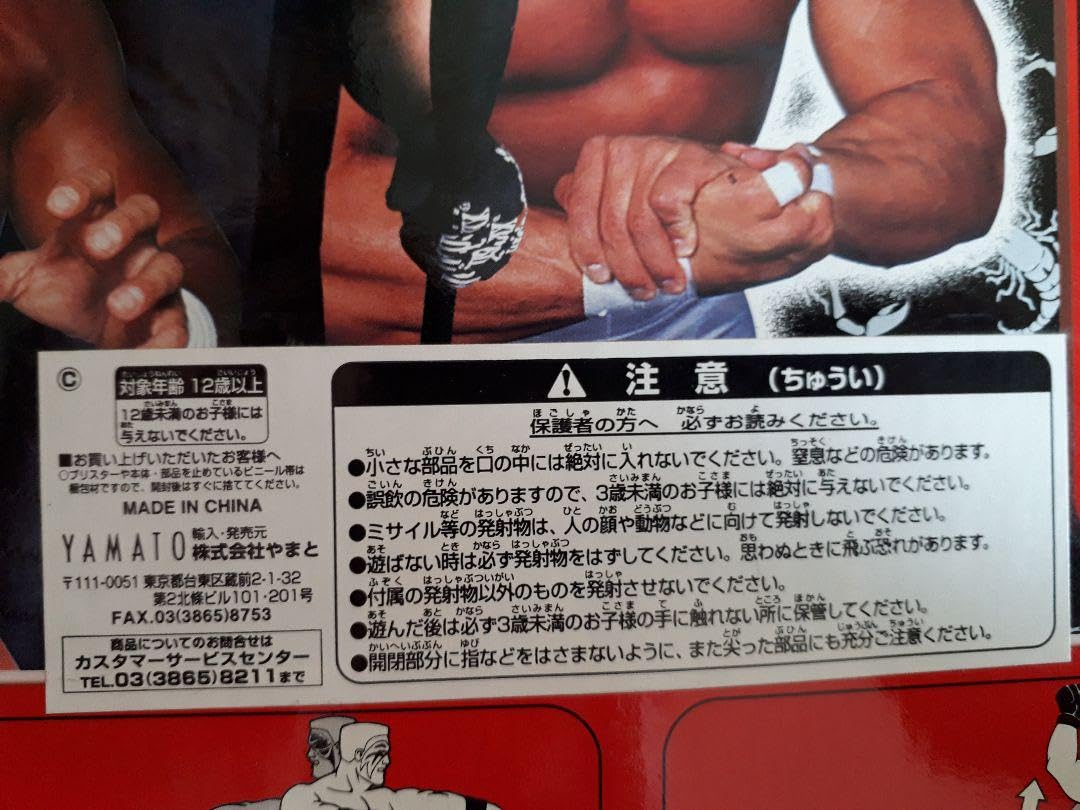 ©
対象年齢 12歳以上
12歳未満のお子様には
与えないでください。
■お買い上げいただいたお客様へ
○ブリスターや本体・部品を止めているビニール帯は
梱包材ですので、開封後はすぐに捨ててください。
MADE IN CHINA
YAMATO 輸入・発売元
株式会社やまと
〒111-0051 東京都台東区蔵前2-1-32
第2北條ビル101・201号
FAX.03(3865)8753
商品についてのお問合せは
カスタマーサービスセンター
TEL.03(3865)8211まで
注意 (ちゅうい)
保護者の方へ 必ずお読みください。
●小さな部品を口の中には絶対に入れないでください。窒息などの危険があります。
●誤飲の危険がありますので、3歳未満のお子様には絶対に与えないでください。
●ミサイル等の発射物は、人の顔や動物などに向けて発射しないでください。
●遊ばない時は必ず発射物をはずしてください。思わぬときに飛ぶ恐れがあります。
●付属の発射物以外のものを発射させないでください。
●遊んだ後は必ず3歳未満のお子様の手に触れない所に保管してください。
●開閉部分に指などをはさまないように、また尖った部品にも充分ご注意ください。